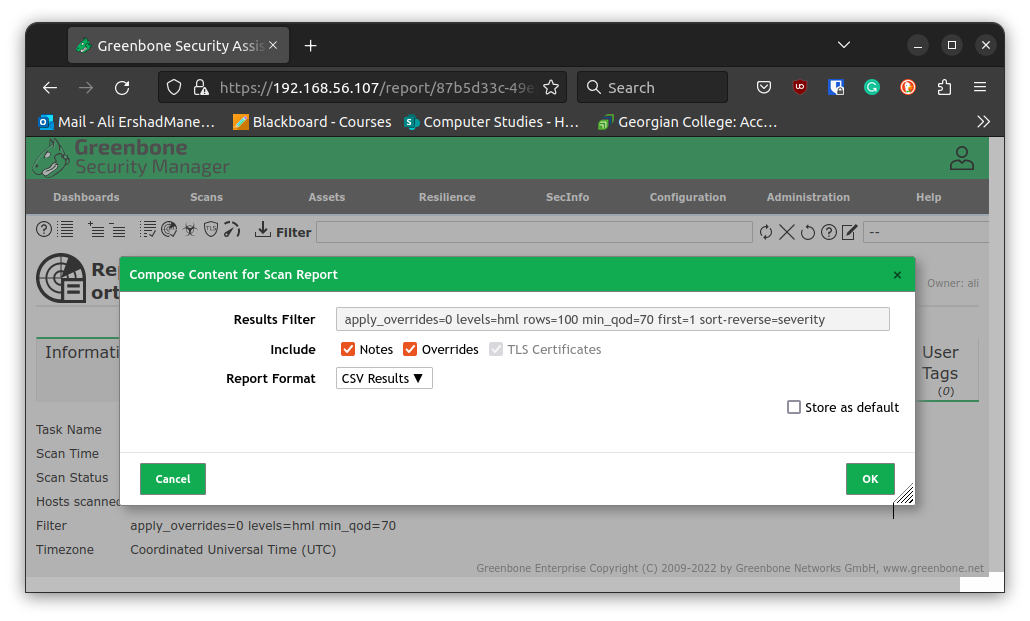 Greenbone Security Assis
https://192.168.56.107/report/87b5d33c-49e
Search
Mail - Ali ErshadMane… Blackboard - Courses Computer Studies - H… Georgian College: Acc…
Greenbone
Security Manager
Dashboards Scans Assets Resilience SecInfo Configuration Administration Help
Filter --
Rep
ort
Owner: ali
Compose Content for Scan Report ×
Results Filter apply_overrides=0 levels=hml rows=100 min_qod=70 first=1 sort-reverse=severity
Include Notes Overrides TLS Certificates
Report Format CSV Results ▼
Store as default
Cancel OK
Informati
User
Tags
(0)
Task Name
Scan Time
Scan Status
Hosts scanned
Filter apply_overrides=0 levels=hml min_qod=70
Timezone Coordinated Universal Time (UTC)
Greenbone Enterprise Copyright (C) 2009-2022 by Greenbone Networks GmbH, www.greenbone.net